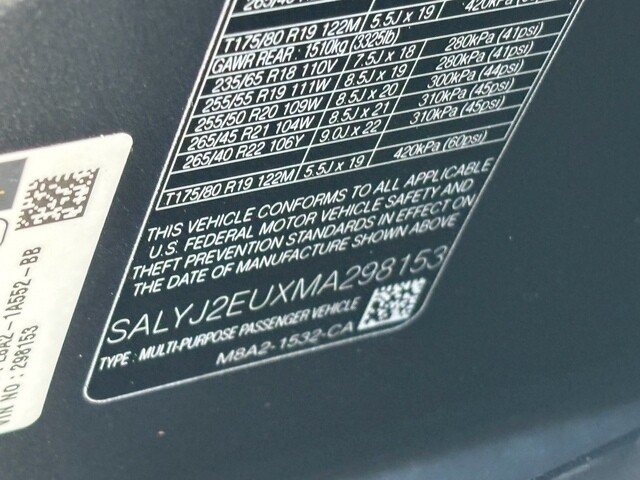 T175/80 R19 122M 5.5J x 19 420kPa (60psi)
GAWR REAR : 1510kg (3325lb)
235/65 R18 110V 7.5J x 18 280kPa (41psi)
255/55 R19 111W 8.5J x 19 280kPa (41psi)
255/50 R20 109W 8.5J x 20 300kPa (44psi)
265/45 R21 104W 8.5J x 21 310kPa (45psi)
265/40 R22 106Y 9.0J x 22 310kPa (45psi)
T175/80 R19 122M 5.5J x 19 420kPa (60psi)
THIS VEHICLE CONFORMS TO ALL APPLICABLE
U.S. FEDERAL MOTOR VEHICLE SAFETY AND
THEFT PREVENTION STANDARDS IN EFFECT ON
THE DATE OF MANUFACTURE SHOWN ABOVE
SALYJ2EUXMA298153
TYPE : MULTI-PURPOSE PASSENGER VEHICLE
M8A2-1532-CA
8A2-1A552-BB
VIN NO : 298153